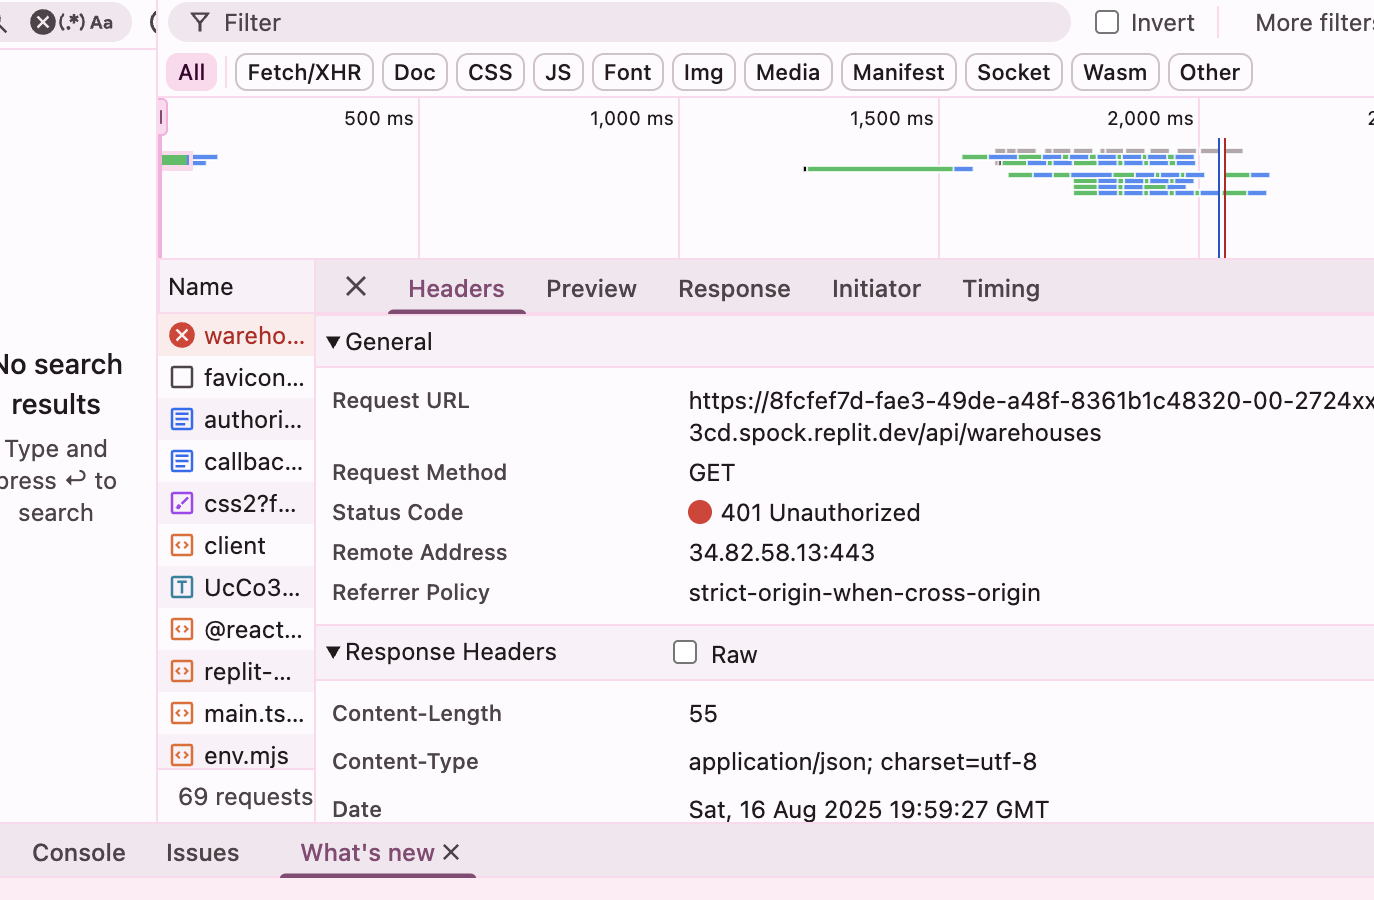 (.*) Aa
Filter
Invert
More filters
All
Fetch/XHR
Doc
CSS
JS
Font
Img
Media
Manifest
Socket
Wasm
Other
500 ms
1,000 ms
1,500 ms
2,000 ms
2
No search
results
Type and
press ↩ to
search
Name
wareho...
favicon...
authori...
callbac...
css2?f...
client
UcCo3...
@react...
replit-...
main.ts...
env.mjs
69 requests
Headers
Preview
Response
Initiator
Timing
General
Request URL
https://8fcfef7d-fae3-49de-a48f-8361b1c48320-00-2724xx
3cd.spock.replit.dev/api/warehouses
Request Method
GET
Status Code
401 Unauthorized
Remote Address
34.82.58.13:443
Referrer Policy
strict-origin-when-cross-origin
Response Headers
Raw
Content-Length
55
Content-Type
application/json; charset=utf-8
Date
Sat, 16 Aug 2025 19:59:27 GMT
Console
Issues
What's new